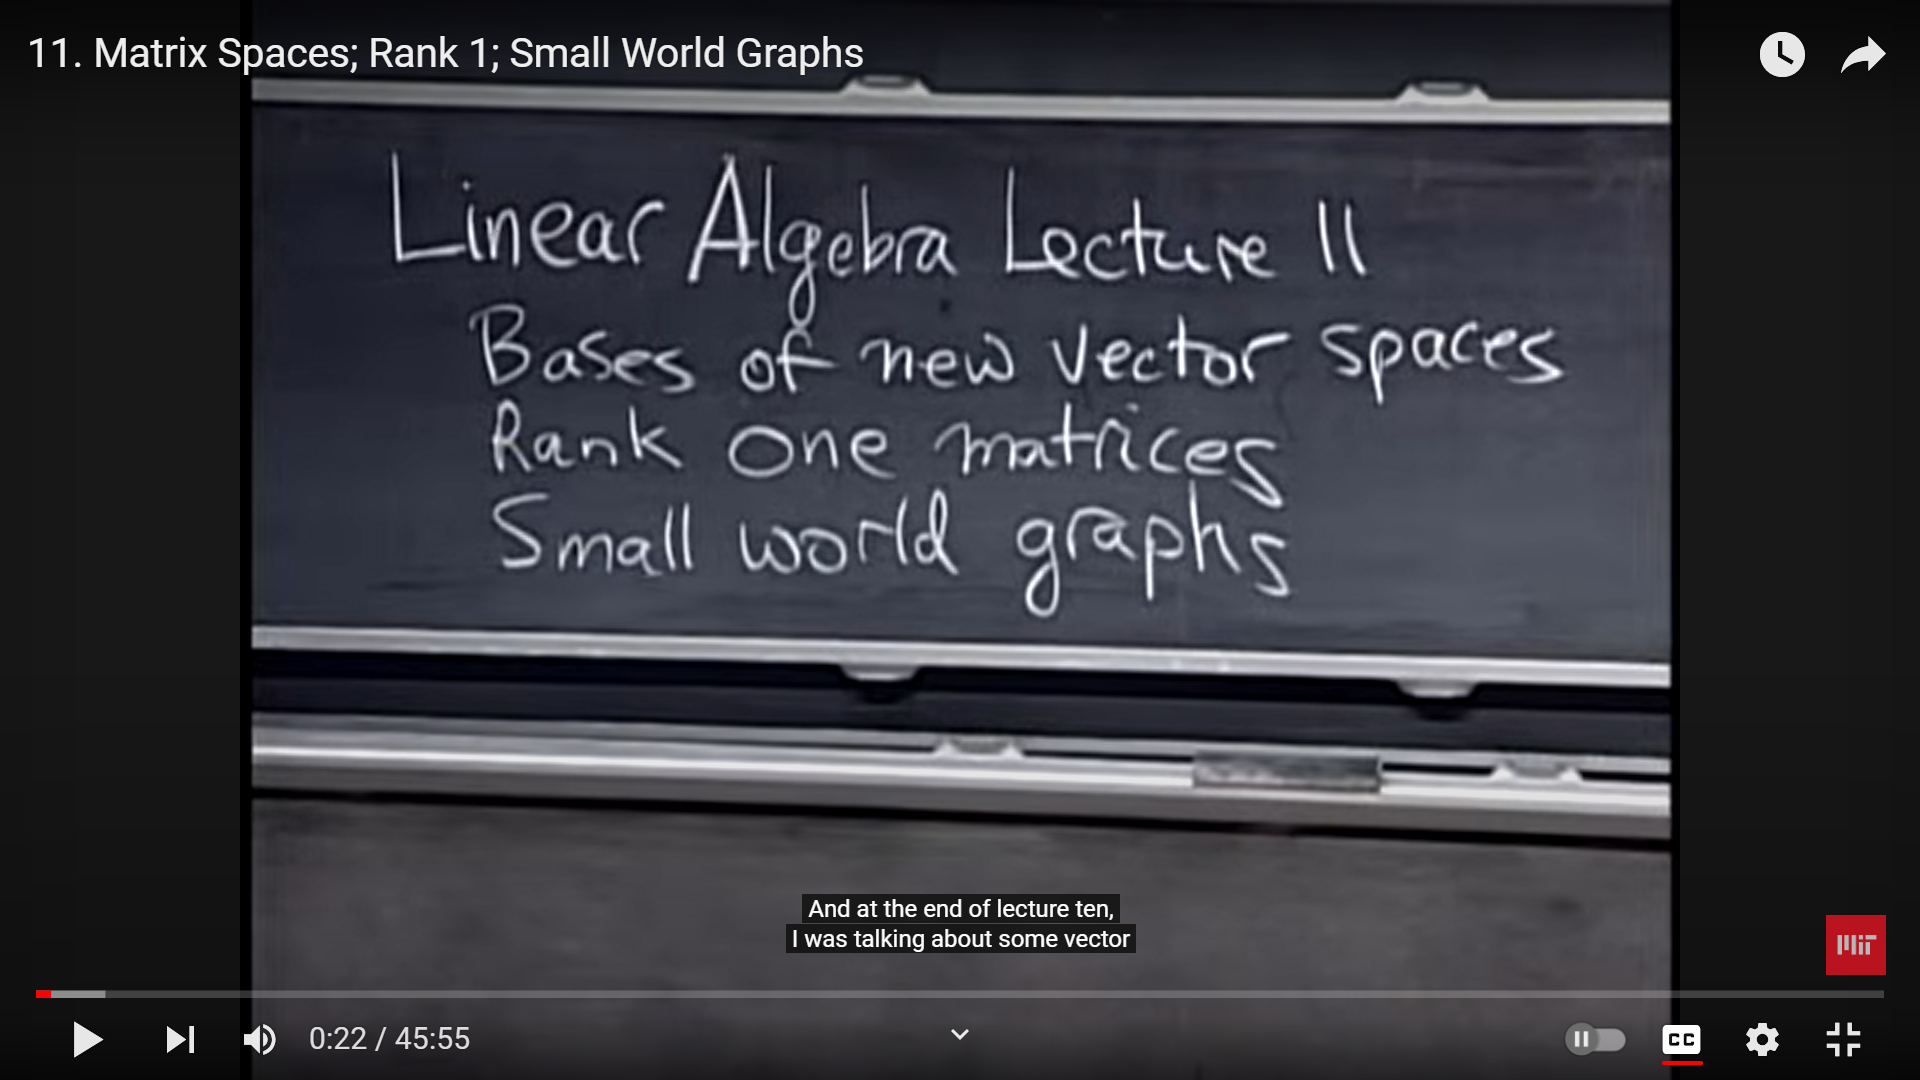 11. Matrix Spaces; Rank 1; Small World Graphs
Linear Algebra Lecture 11
Bases of new vector spaces
Rank one matrices
Small world graphs
And at the end of lecture ten,
I was talking about some vector
MIT
0:22 / 45:55
CC